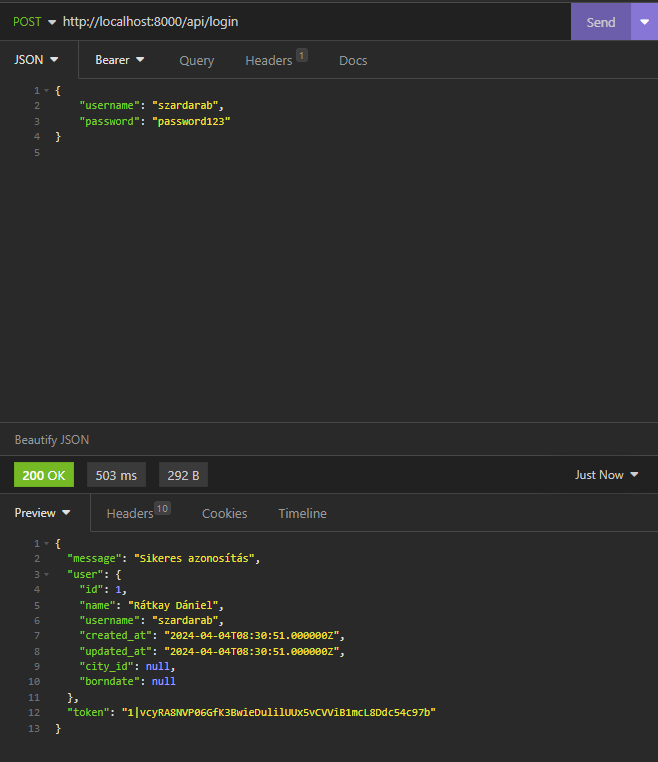 POST http://localhost:8000/api/login Send
JSON Bearer Query Headers 1 Docs
1 {
2 "username": "szardarab",
3 "password": "password123"
4 }
5
Beautify JSON
200 OK 503 ms 292 B Just Now
Preview Headers 10 Cookies Timeline
1 {
2 "message": "Sikeres azonosítás",
3 "user": {
4 "id": 1,
5 "name": "Rátkay Dániel",
6 "username": "szardarab",
7 "created_at": "2024-04-04T08:30:51.000000Z",
8 "updated_at": "2024-04-04T08:30:51.000000Z",
9 "city_id": null,
10 "borndate": null
11 },
12 "token": "1|vcyRA8NVP06GfK3BwieDulilUUx5vCVViB1mcL8Ddc54c97b"
13 }